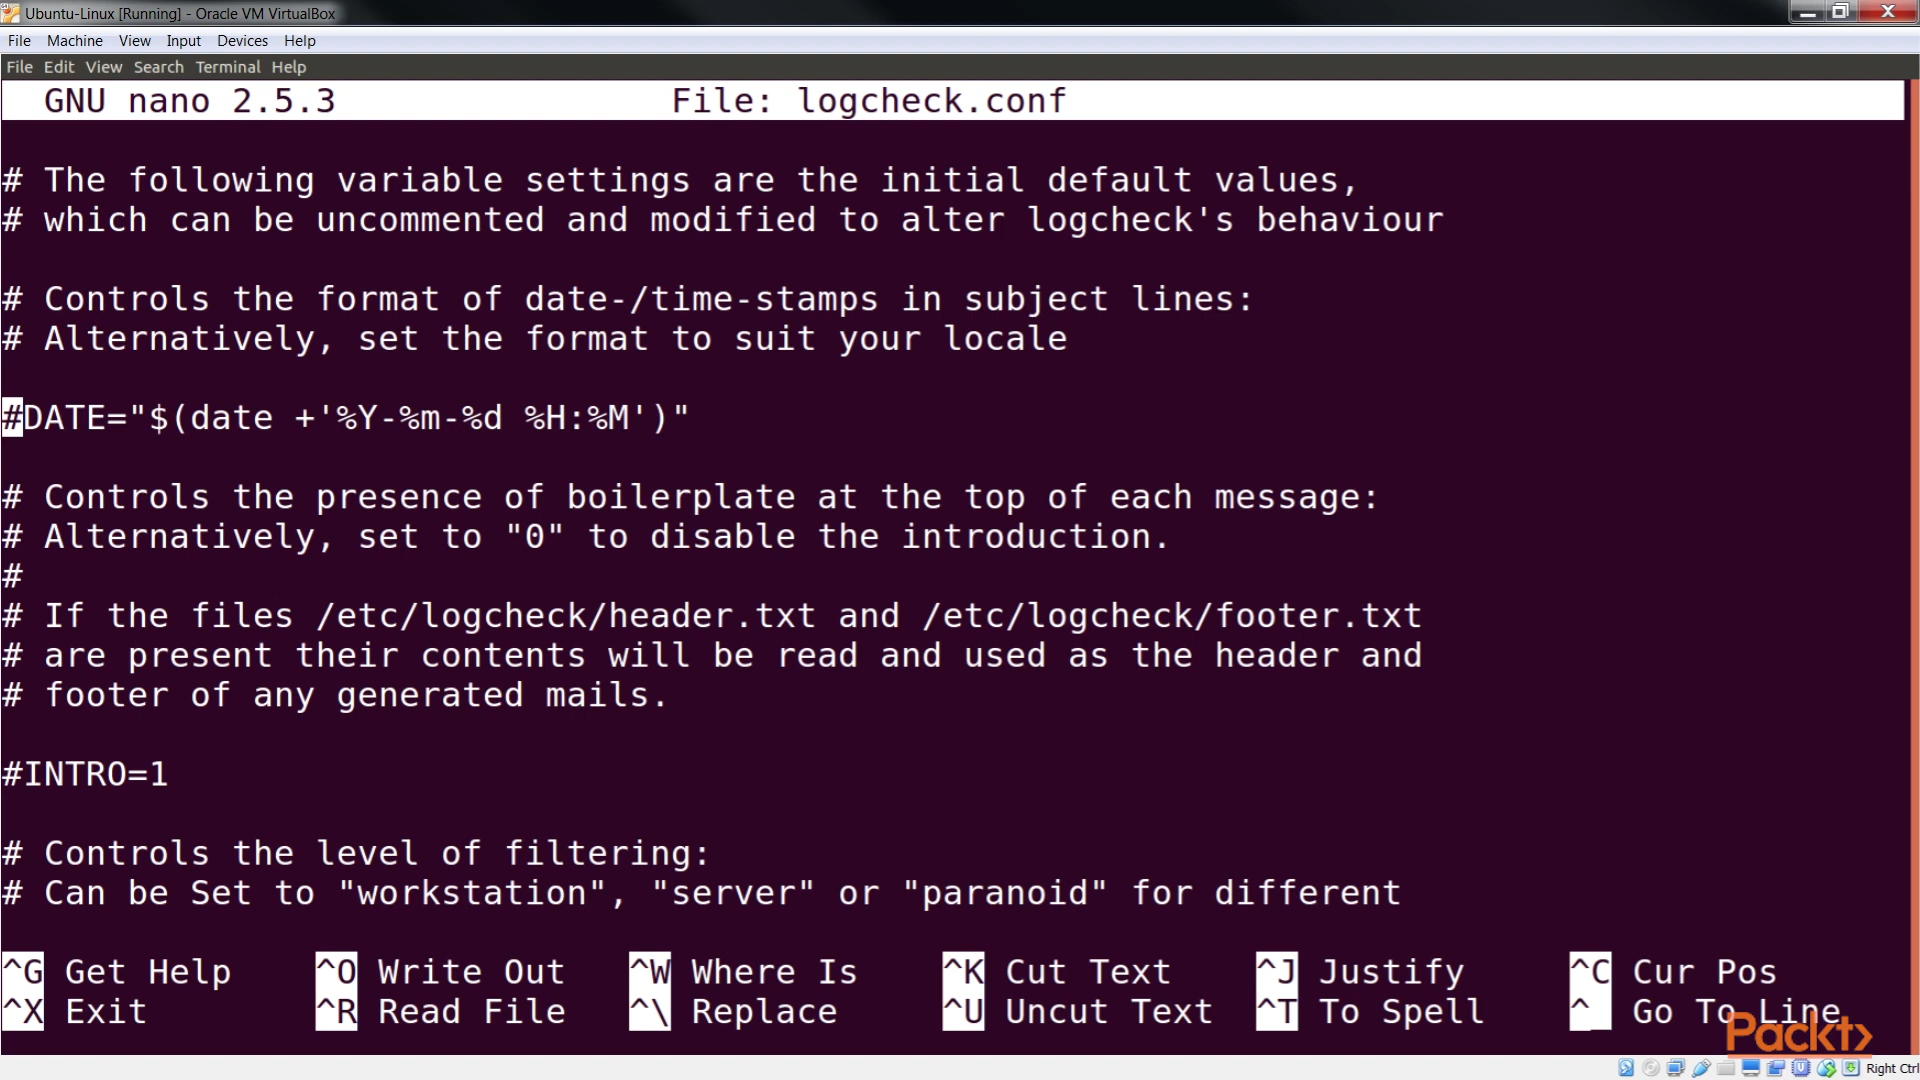 Ubuntu-Linux [Running] - Oracle VM VirtualBox
File Machine View Input Devices Help
File Edit View Search Terminal Help
GNU nano 2.5.3 File: logcheck.conf
# The following variable settings are the initial default values,
# which can be uncommented and modified to alter logcheck's behaviour
# Controls the format of date-/time-stamps in subject lines:
# Alternatively, set the format to suit your locale
#DATE="$(date +'%Y-%m-%d %H:%M')"
# Controls the presence of boilerplate at the top of each message:
# Alternatively, set to "0" to disable the introduction.
#
# If the files /etc/logcheck/header.txt and /etc/logcheck/footer.txt
# are present their contents will be read and used as the header and
# footer of any generated mails.
#INTRO=1
# Controls the level of filtering:
# Can be Set to "workstation", "server" or "paranoid" for different
^G Get Help ^O Write Out ^W Where Is ^K Cut Text ^J Justify ^C Cur Pos
^X Exit ^R Read File ^\ Replace ^U Uncut Text ^T To Spell ^_ Go To Line
Packt>
Right Ctrl